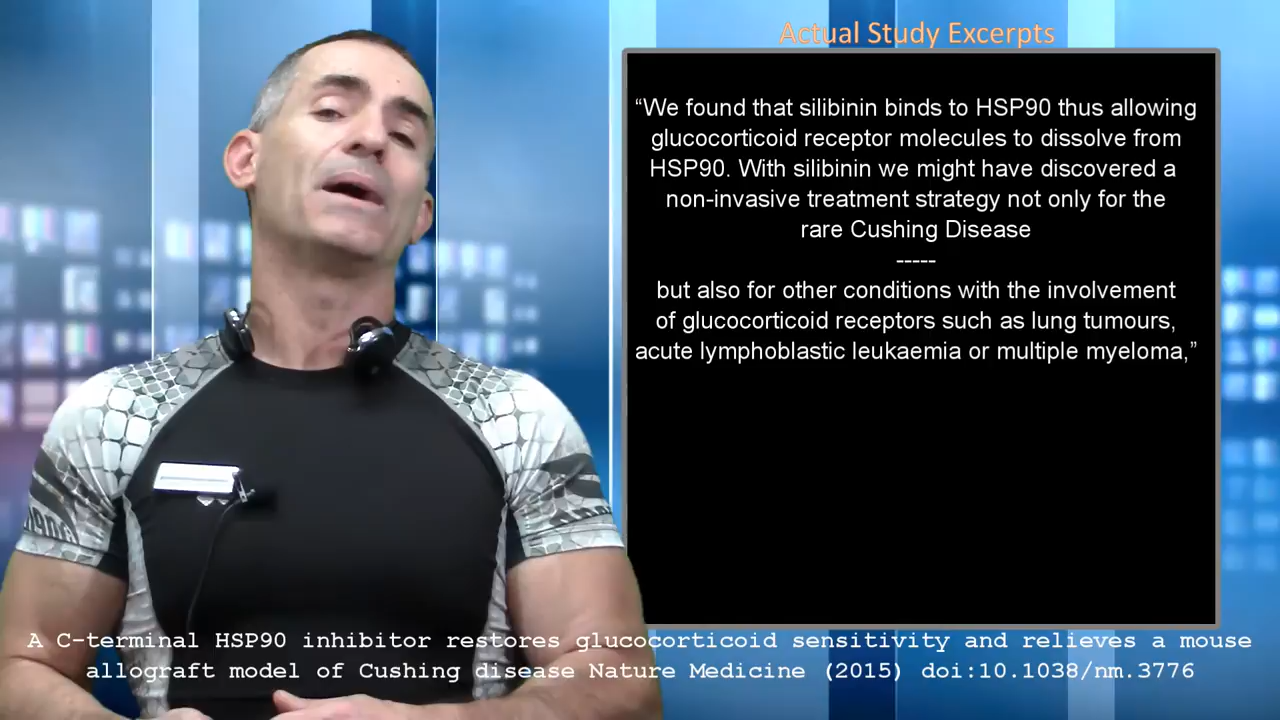 Actual Study Excerpts
“We found that silibinin binds to HSP90 thus allowing
glucocorticoid receptor molecules to dissolve from
HSP90. With silibinin we might have discovered a
non-invasive treatment strategy not only for the
rare Cushing Disease
-----
but also for other conditions with the involvement
of glucocorticoid receptors such as lung tumours,
acute lymphoblastic leukaemia or multiple myeloma,”
A C-terminal HSP90 inhibitor restores glucocorticoid sensitivity and relieves a mouse
allograft model of Cushing disease Nature Medicine (2015) doi:10.1038/nm.3776